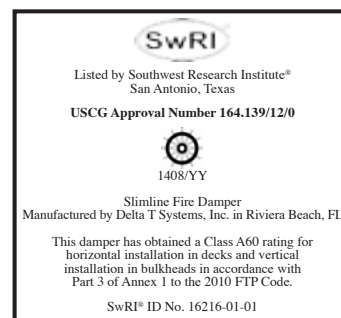 SwRI
Listed by Southwest Research Institute®
San Antonio, Texas
USCG Approval Number 164.139/12/0
1408/YY
Slimline Fire Damper
Manufactured by Delta T Systems, Inc. in Riviera Beach, FL
This damper has obtained a Class A60 rating for
horizontal installation in decks and vertical
installation in bulkheads in accordance with
Part 3 of Annex 1 to the 2010 FTP Code.
SwRI® ID No. 16216-01-01